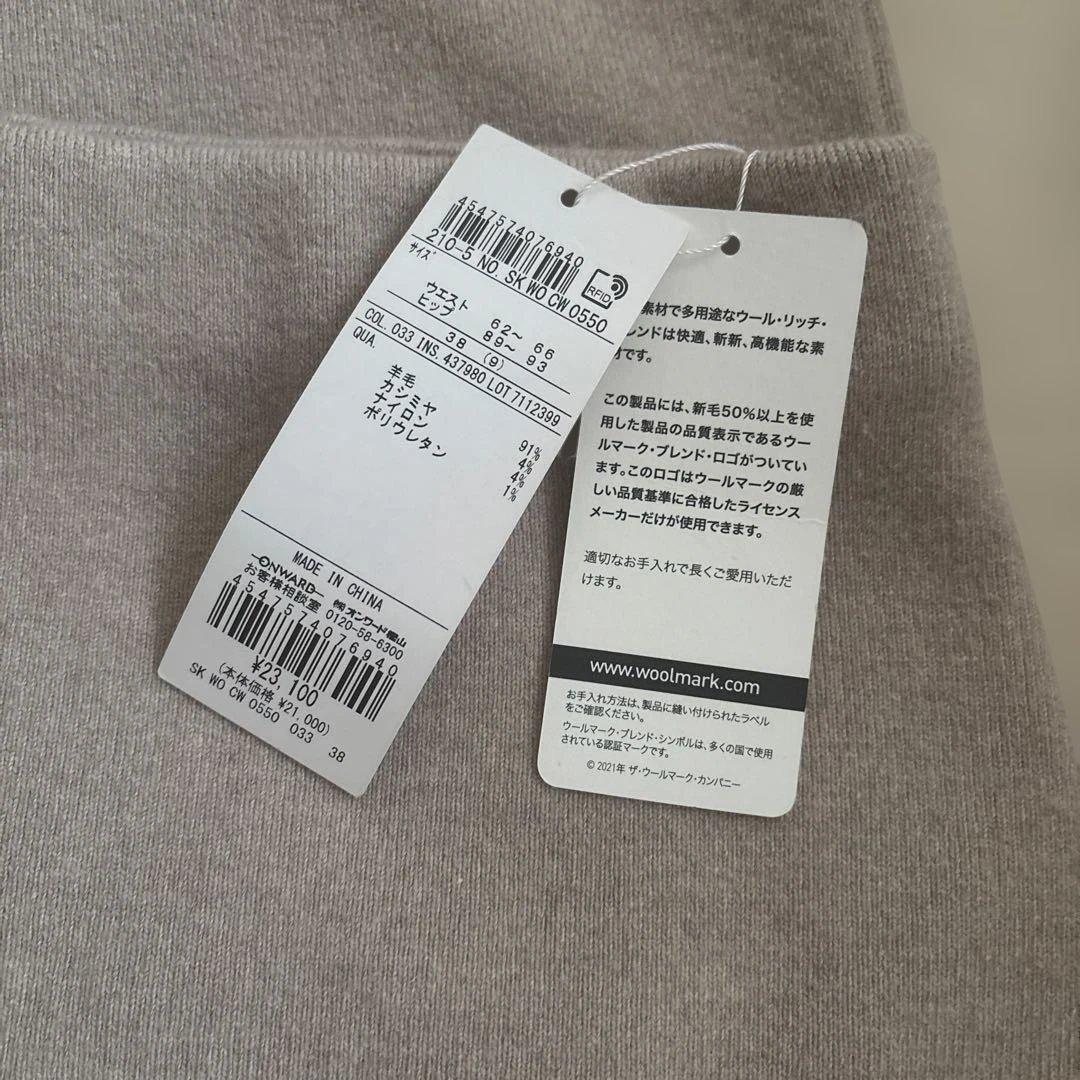 4547574076940
210-5 NO. SK WO CW 0550
サイズ
RFID
ウエスト 62～ 66
ヒップ 89～ 93
38 (9)
COL. 033 INS. 437980 LOT 7112399
QUA.
羊毛 91%
カシミヤ 4%
ナイロン 4%
ポリウレタン 1%
MADE IN CHINA
ONWARD ㈱オンワード樫山
お客様相談室 0120-58-6300
4547574076940
¥23,100
(本体価格 ¥21,000)
SK WO CW 0550 033 38
素材で多用途なウール・リッチ・
レンドは快適、斬新、高機能な素
材です。
この製品には、新毛50%以上を使
用した製品の品質表示であるウー
ルマーク・ブレンド・ロゴがついてい
ます。このロゴはウールマークの厳
しい品質基準に合格したライセンス
メーカーだけが使用できます。
適切なお手入れで長くご愛用いただ
けます。
www.woolmark.com
お手入れ方法は、製品に縫い付けられたラベル
をご確認ください。
ウールマーク・ブレンド・シンボルは、多くの国で使用
されている認証マークです。
© 2021年 ザ・ウールマーク・カンパニー